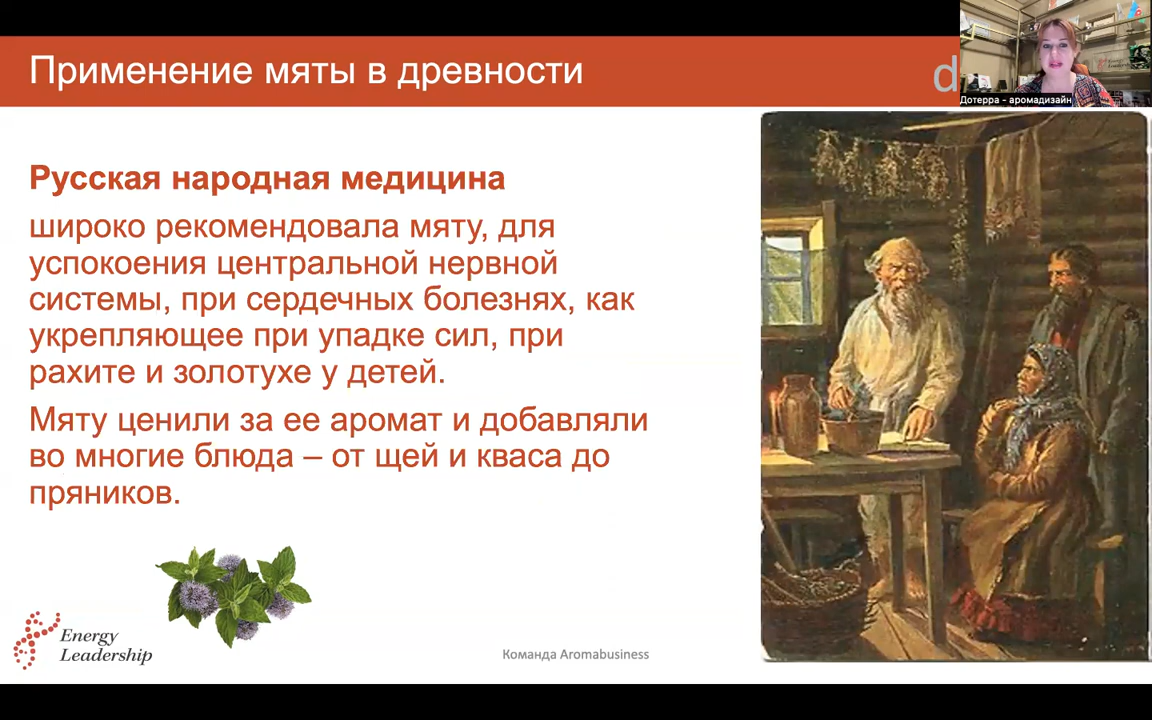 Применение мяты в древности
d
Дотерра - аромадизайн
Русская народная медицина
широко рекомендовала мяту, для
успокоения центральной нервной
системы, при сердечных болезнях, как
укрепляющее при упадке сил, при
рахите и золотухе у детей.
Мяту ценили за ее аромат и добавляли
во многие блюда – от щей и кваса до
пряников.
Energy
Leadership
Команда Aromabusiness